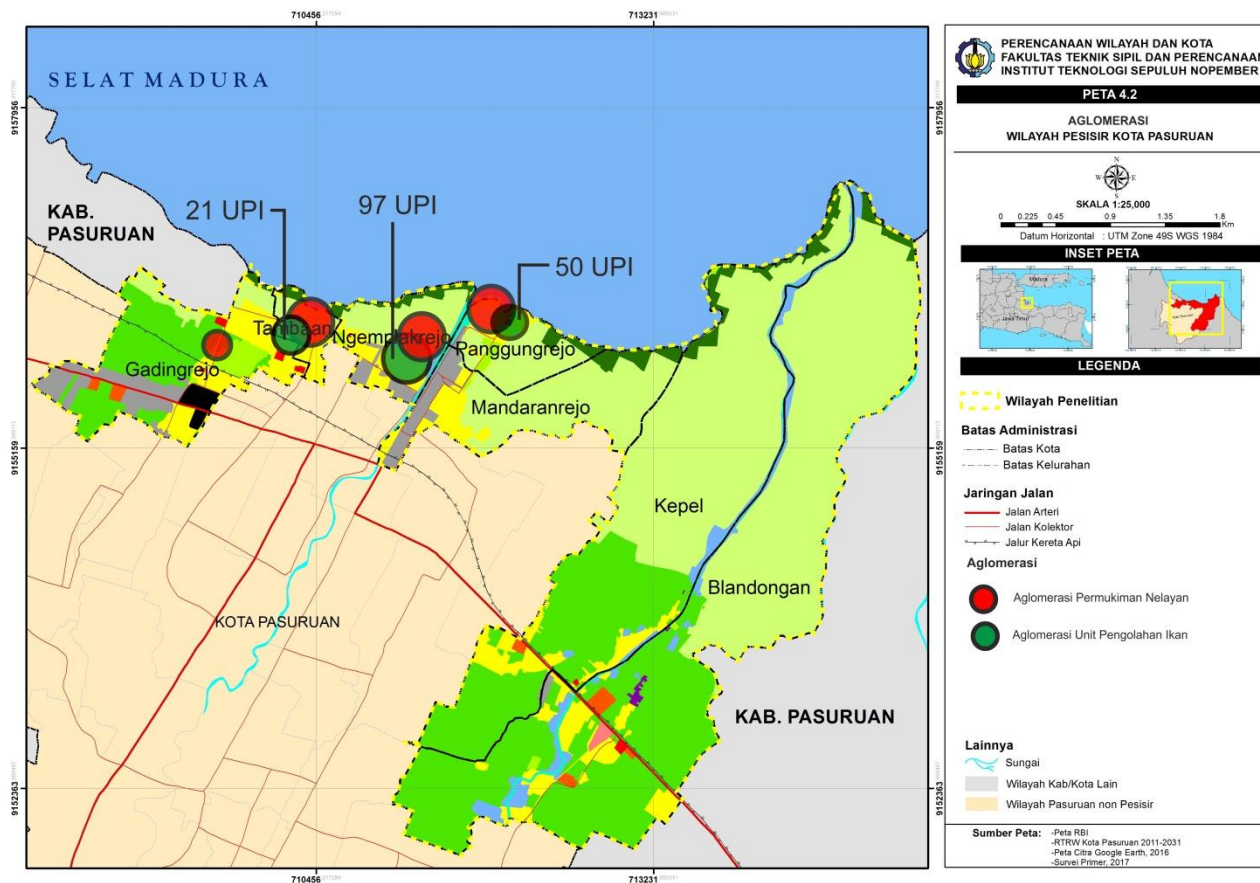 710456
713231
9157956
9155159
9152363
SELAT MADURA
KAB.
PASURUAN
21 UPI
97 UPI
50 UPI
Tambaan
Ngemplakrejo
Panggungrejo
Gadingrejo
Mandaranrejo
Kepel
Blandongan
KOTA PASURUAN
KAB. PASURUAN
9157956
9155159
9152363
710456
713231
PERENCANAAN WILAYAH DAN KOTA
FAKULTAS TEKNIK SIPIL DAN PERENCANAAN
INSTITUT TEKNOLOGI SEPULUH NOPEMBER
PETA 4.2
AGLOMERASI
WILAYAH PESISIR KOTA PASURUAN
N
W E
S
SKALA 1:25,000
0 0.225 0.45 0.9 1.35 1.8
Km
Datum Horizontal : UTM Zone 49S WGS 1984
INSET PETA
Madura
Jawa Timur
LEGENDA
Wilayah Penelitian
Batas Administrasi
Batas Kota
Batas Kelurahan
Jaringan Jalan
Jalan Arteri
Jalan Kolektor
Jalur Kereta Api
Aglomerasi
Aglomerasi Permukiman Nelayan
Aglomerasi Unit Pengolahan Ikan
Lainnya
Sungai
Wilayah Kab/Kota Lain
Wilayah Pasuruan non Pesisir
Sumber Peta: -Peta RBI
-RTRW Kota Pasuruan 2011-2031
-Peta Citra Google Earth, 2016
-Survei Primer, 2017